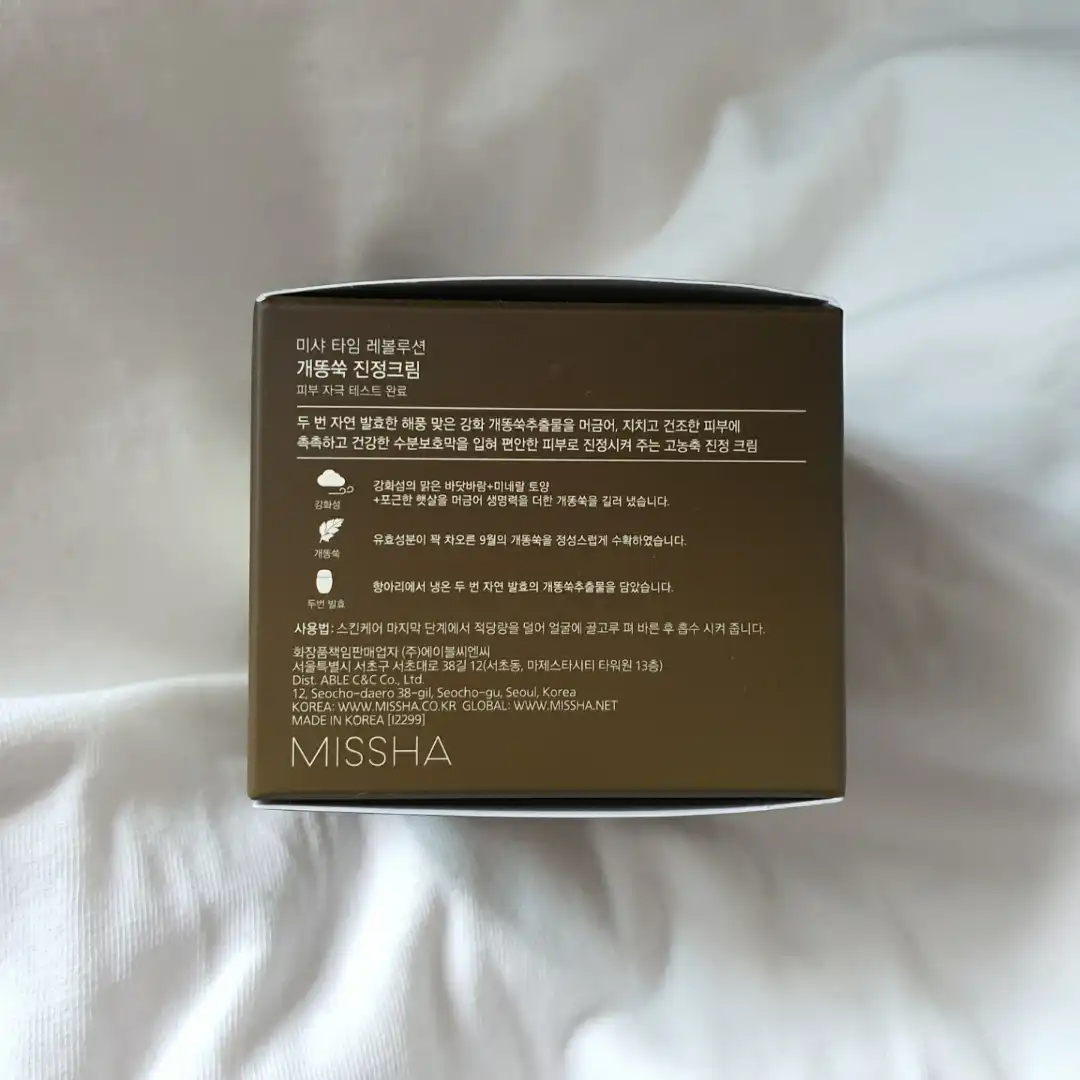 미샤 타임 레볼루션
개똥쑥 진정크림
피부 자극 테스트 완료
두 번 자연 발효한 해풍 맞은 강화 개똥쑥추출물을 머금어, 지치고 건조한 피부에
촉촉하고 건강한 수분보호막을 입혀 편안한 피부로 진정시켜 주는 고농축 진정 크림
강화섬의 맑은 바닷바람+미네랄 토양
+포근한 햇살을 머금어 생명력을 더한 개똥쑥을 길러 냈습니다.
강화섬
유효성분이 꽉 차오른 9월의 개똥쑥을 정성스럽게 수확하였습니다.
개똥쑥
항아리에서 냉온 두 번 자연 발효의 개똥쑥추출물을 담았습니다.
두번 발효
사용법: 스킨케어 마지막 단계에서 적당량을 덜어 얼굴에 골고루 펴 바른 후 흡수 시켜 줍니다.
화장품책임판매업자 (주)에이블씨엔씨
서울특별시 서초구 서초대로 38길 12(서초동, 마제스타시티 타워원 13층)
Dist. ABLE C&C Co., Ltd.
12, Seocho-daero 38-gil, Seocho-gu, Seoul, Korea
KOREA: WWW.MISSHA.CO.KR GLOBAL: WWW.MISSHA.NET
MADE IN KOREA [I2299]
MISSHA